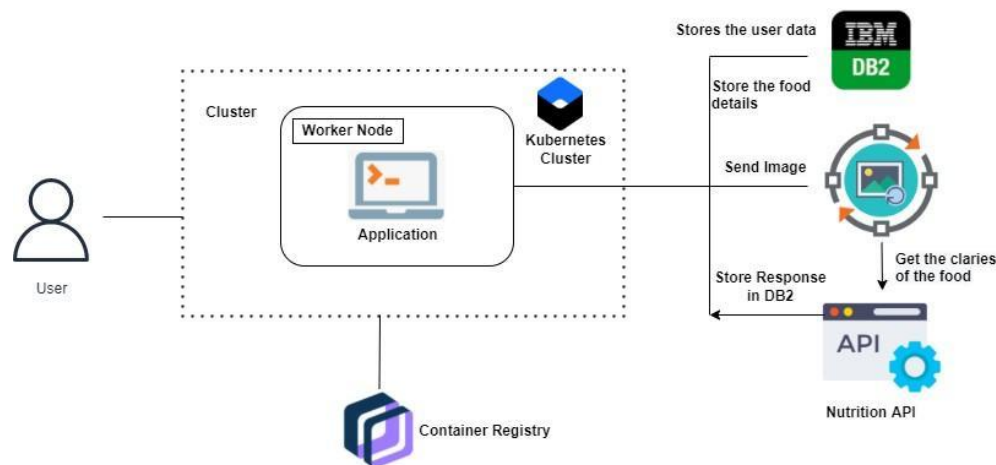 Stores the user data
IBM
DB2
Store the food
details
Cluster
Worker Node
Kubernetes
Cluster
Application
Send Image
User
Get the claries
of the food
Store Response
in DB2
API
Nutrition API
Container Registry